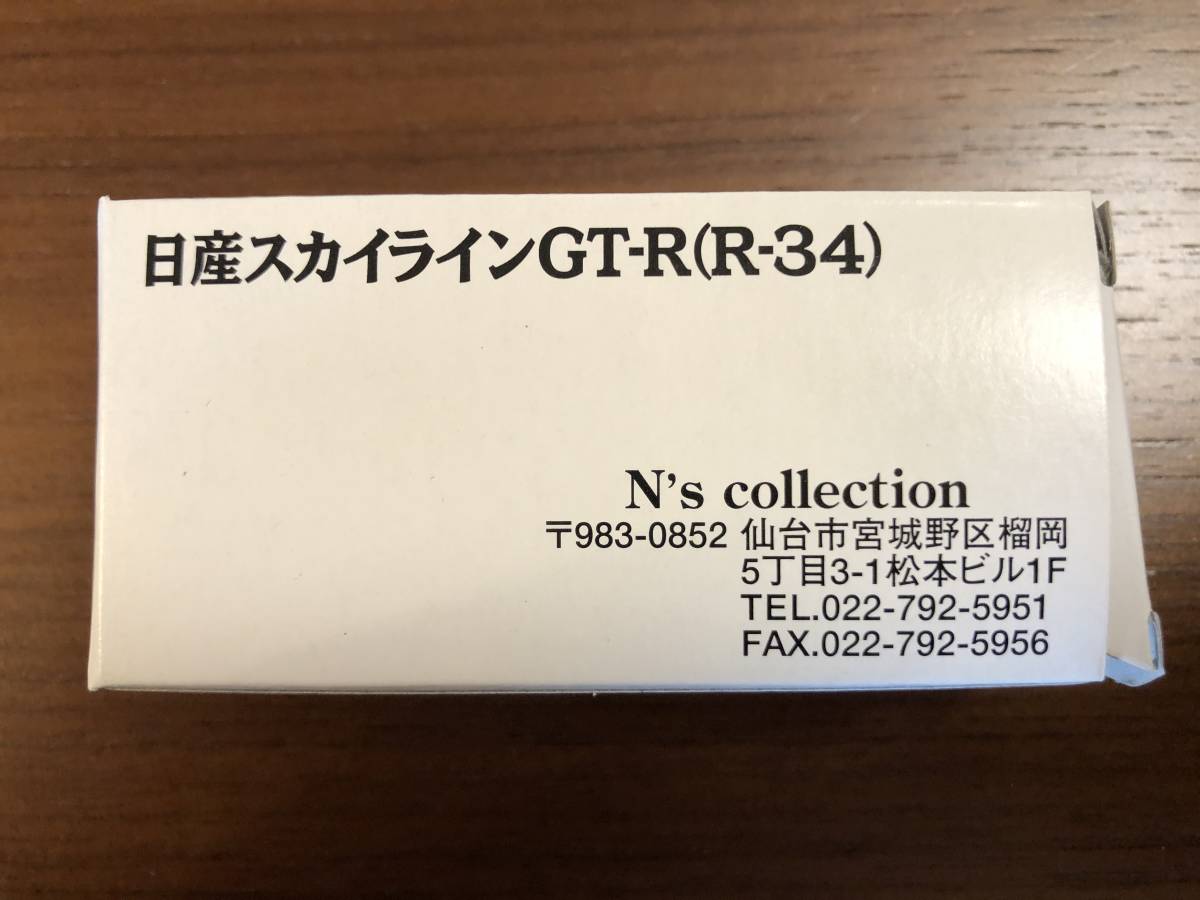 日産スカイラインGT-R(R-34)
N's collection
〒983-0852 仙台市宮城野区榴岡
5丁目3-1松本ビル1F
TEL.022-792-5951
FAX.022-792-5956